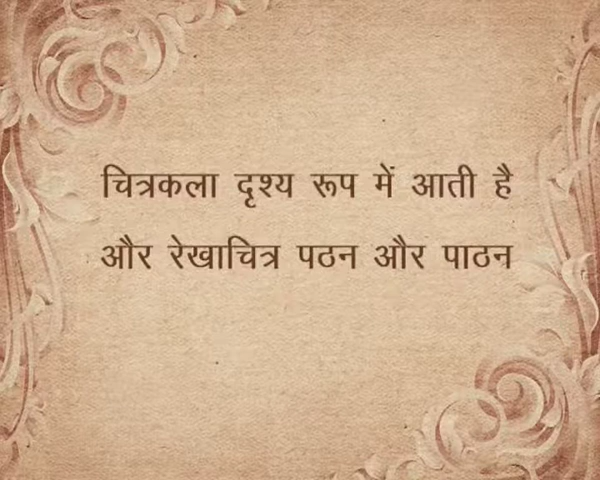 चित्रकला दृश्य रूप में आती है
और रेखाचित्र पठन और पाठन